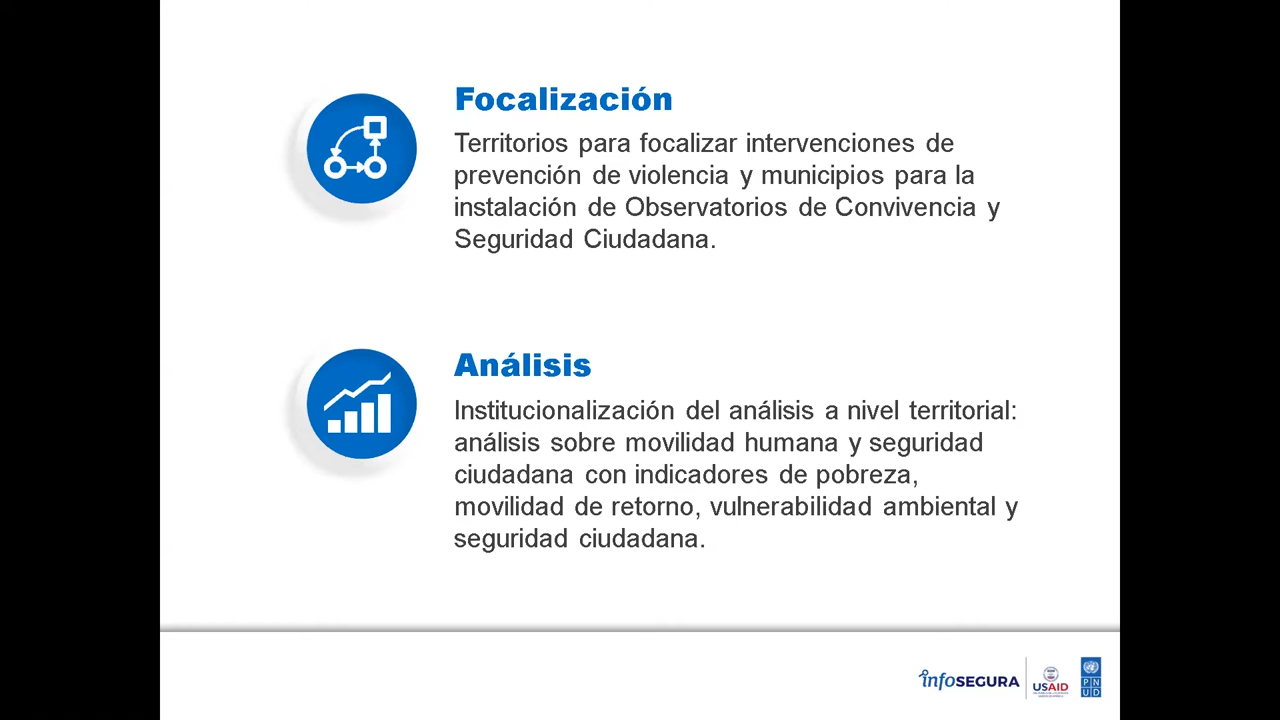 Focalización
Territorios para focalizar intervenciones de
prevención de violencia y municipios para la
instalación de Observatorios de Convivencia y
Seguridad Ciudadana.
Análisis
Institucionalización del análisis a nivel territorial:
análisis sobre movilidad humana y seguridad
ciudadana con indicadores de pobreza,
movilidad de retorno, vulnerabilidad ambiental y
seguridad ciudadana.
infoSEGURA
USAID
PN
UD